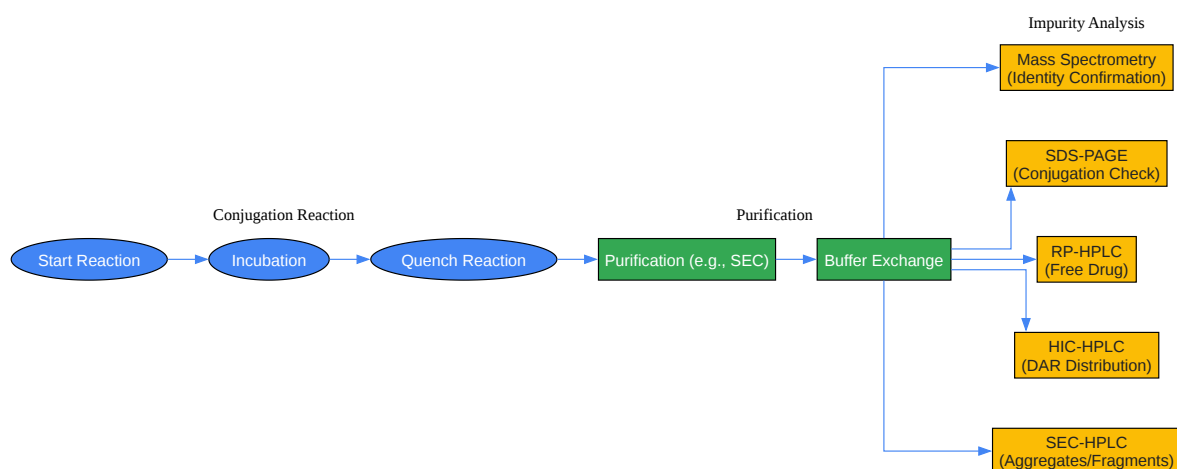 Impurity Analysis
Mass Spectrometry
(Identity Confirmation)
SDS-PAGE
(Conjugation Check)
Conjugation Reaction
Purification
Start Reaction
Incubation
Quench Reaction
Purification (e.g., SEC)
Buffer Exchange
RP-HPLC
(Free Drug)
HIC-HPLC
(DAR Distribution)
SEC-HPLC
(Aggregates/Fragments)